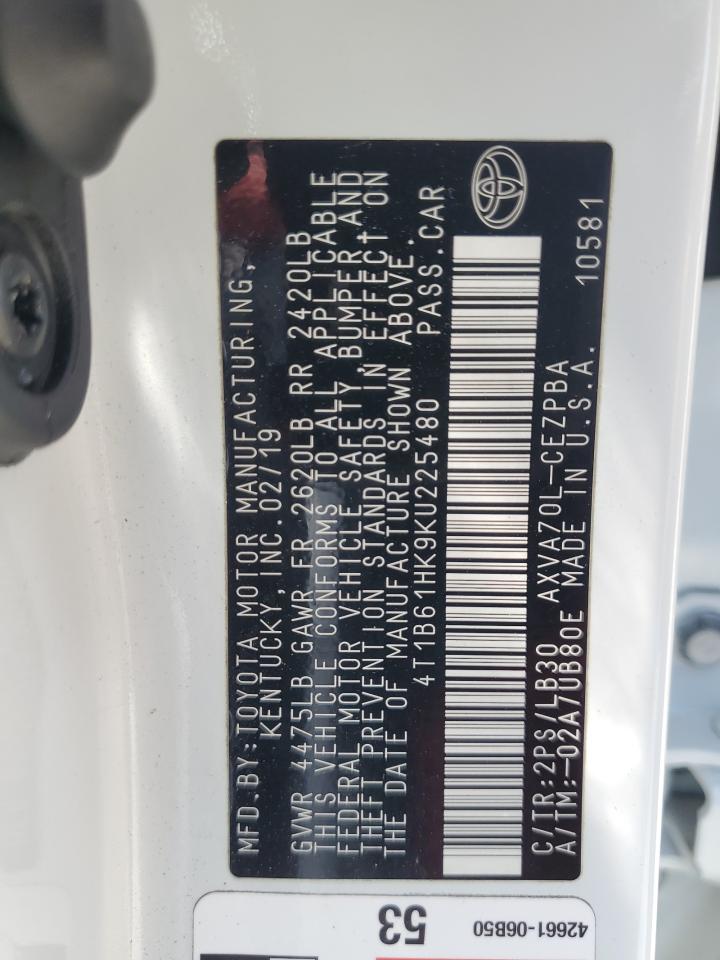 MFD.BY:TOYOTA MOTOR MANUFACTURING,
KENTUCKY,INC.02/19
GVWR 4475LB GAWR FR 2620LB RR 2420LB
THIS VEHICLE CONFORMS TO ALL APPLICABLE
FEDERAL MOTOR VEHICLE SAFETY, BUMPER AND
THEFT PREVENTION STANDARDS IN EFFECT ON
THE DATE OF MANUFACTURE SHOWN ABOVE.
4T1B61HK9KU225480 PASS.CAR
C/TR:2PS/LB30 AXVA70L-CEZPBA 10581
A/TM:-02A/UB80E MADE IN U.S.A.
53
42661-06B50